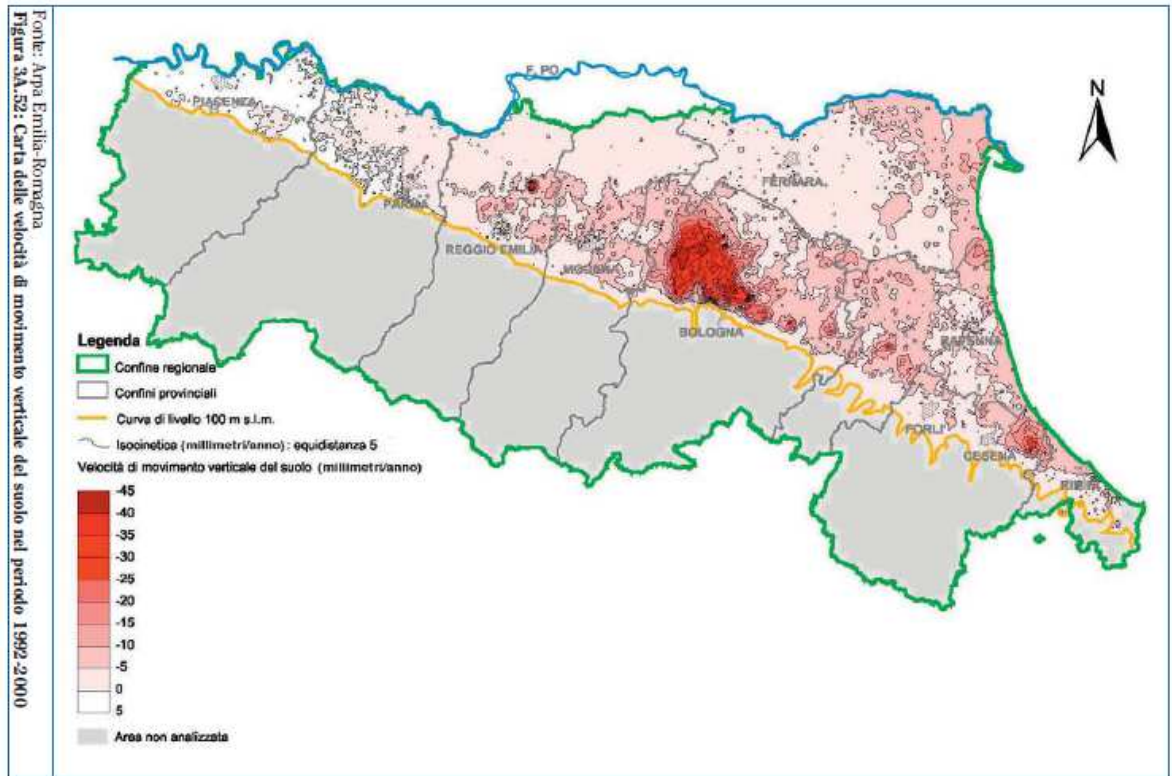 Fonte: Arpa Emilia-Romagna
Figura 3A.52: Carta delle velocità di movimento verticale del suolo nel periodo 1992-2000
F. PO
N
PIACENZA
FERRARA
PARMA
REGGIO EMILIA
MODENA
BOLOGNA
RAVENNA
FORLI'
CESENA
RIMINI
Legenda
Confine regionale
Confini provinciali
Curva di livello 100 m s.l.m.
Isocinetica (millimetri/anno) : equidistanza 5
Velocità di movimento verticale del suolo (millimetri/anno)
-45
-40
-35
-30
-25
-20
-15
-10
-5
0
5
Area non analizzata